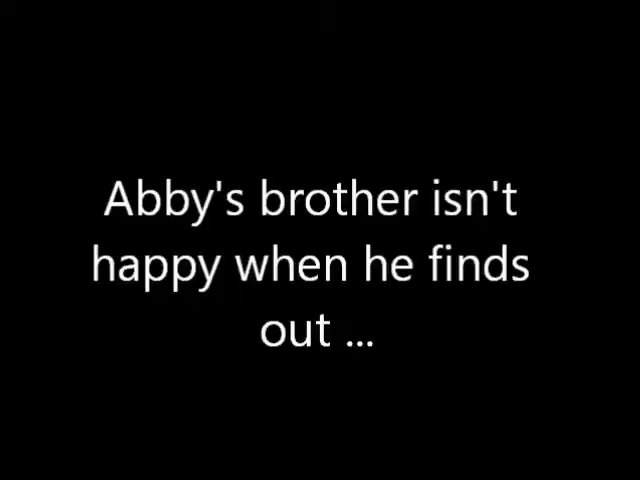 Abby's brother isn't
happy when he finds
out ...